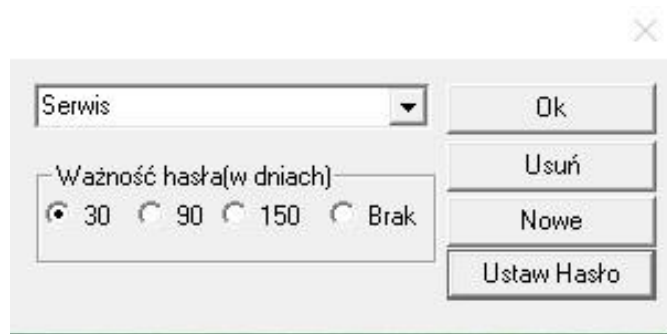 Serwis
Ok
Usuń
Ważność hasła(w dniach)
30 90 150 Brak
Nowe
Ustaw Hasło